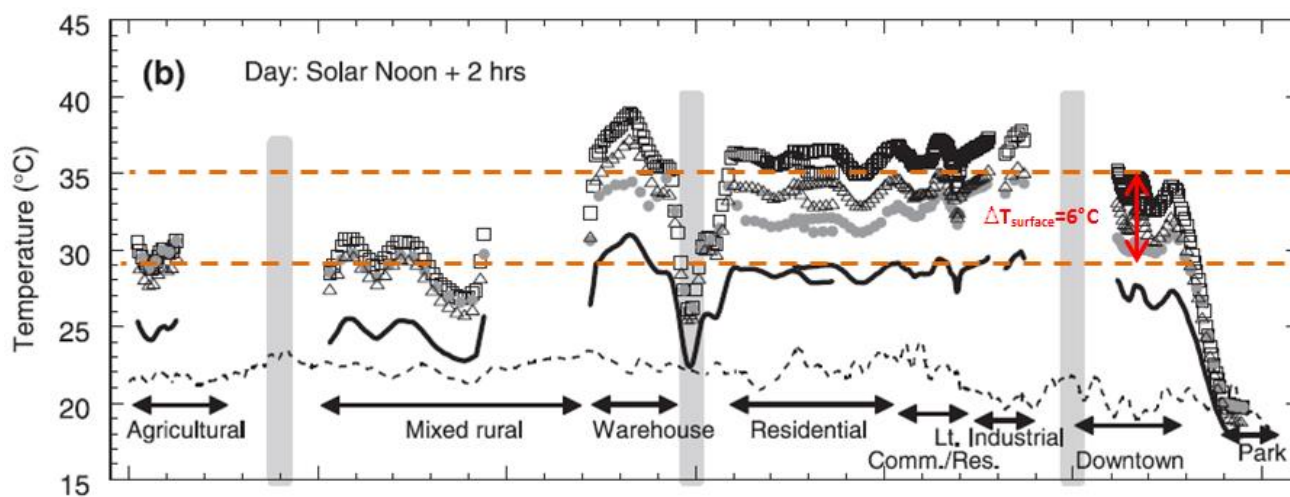 45
(b) Day: Solar Noon + 2 hrs
40
35
ΔTsurface=6°C
30
25
20
15
Temperature (°C)
Agricultural
Mixed rural
Warehouse
Residential
Lt.
Comm./Res.
Industrial
Downtown
Park